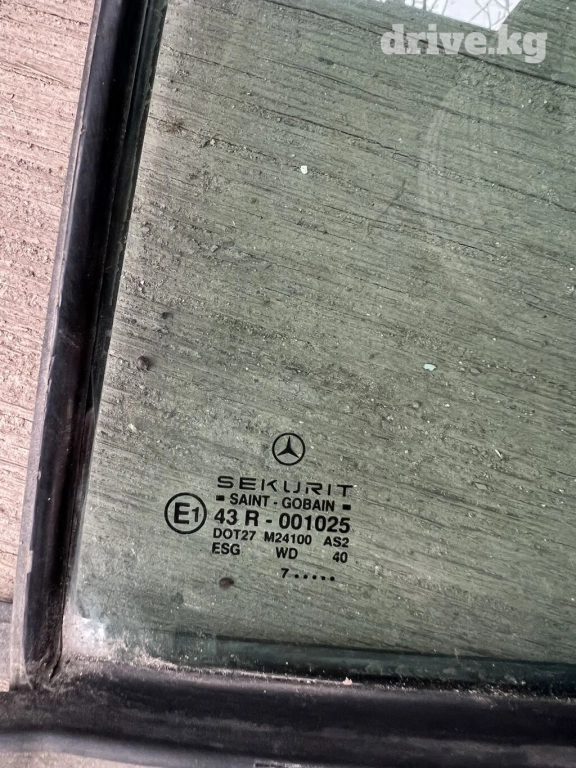 drive.kg
SEKURIT
SAINT - GOBAIN
E1 43 R - 001025
DOT27 M24100 AS2
ESG WD 40
7.....